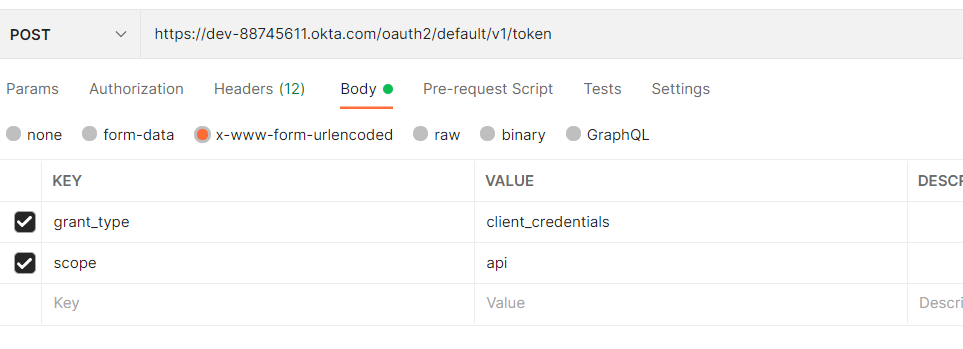 POST https://dev-88745611.okta.com/oauth2/default/v1/token
Params Authorization Headers (12) Body Pre-request Script Tests Settings
none form-data x-www-form-urlencoded raw binary GraphQL
KEY VALUE DESCR
grant_type client_credentials
scope api
Key Value Descri